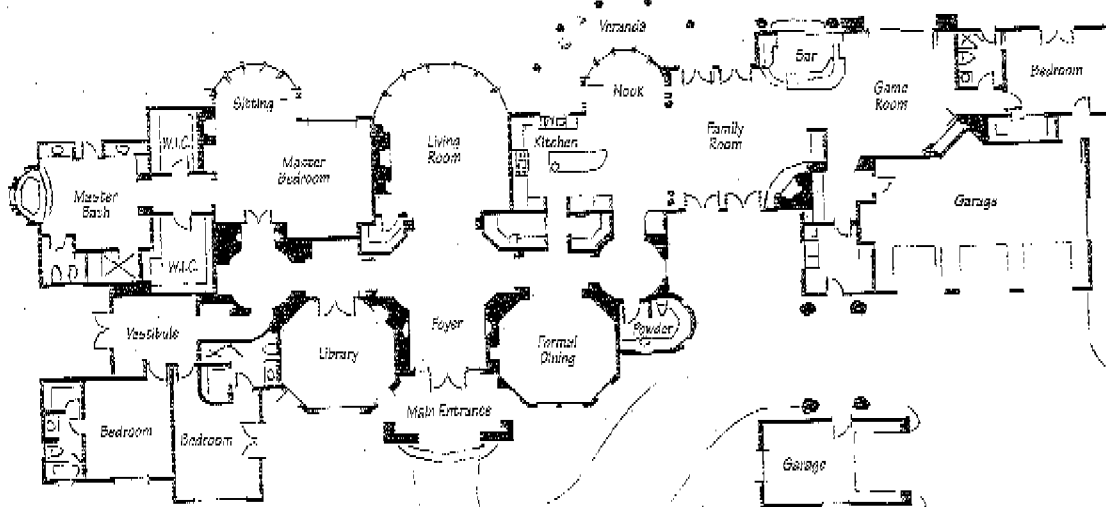 Veranda
Bar
Bedroom
Nook
Game
Room
Sitting
W.I.C.
Living
Room
Kitchen
Family
Room
Master
Bedroom
Master
Bath
Garage
W.I.C.
Vestibule
Library
Foyer
Formal
Dining
Powder
Main Entrance
Bedroom
Bedroom
Garage